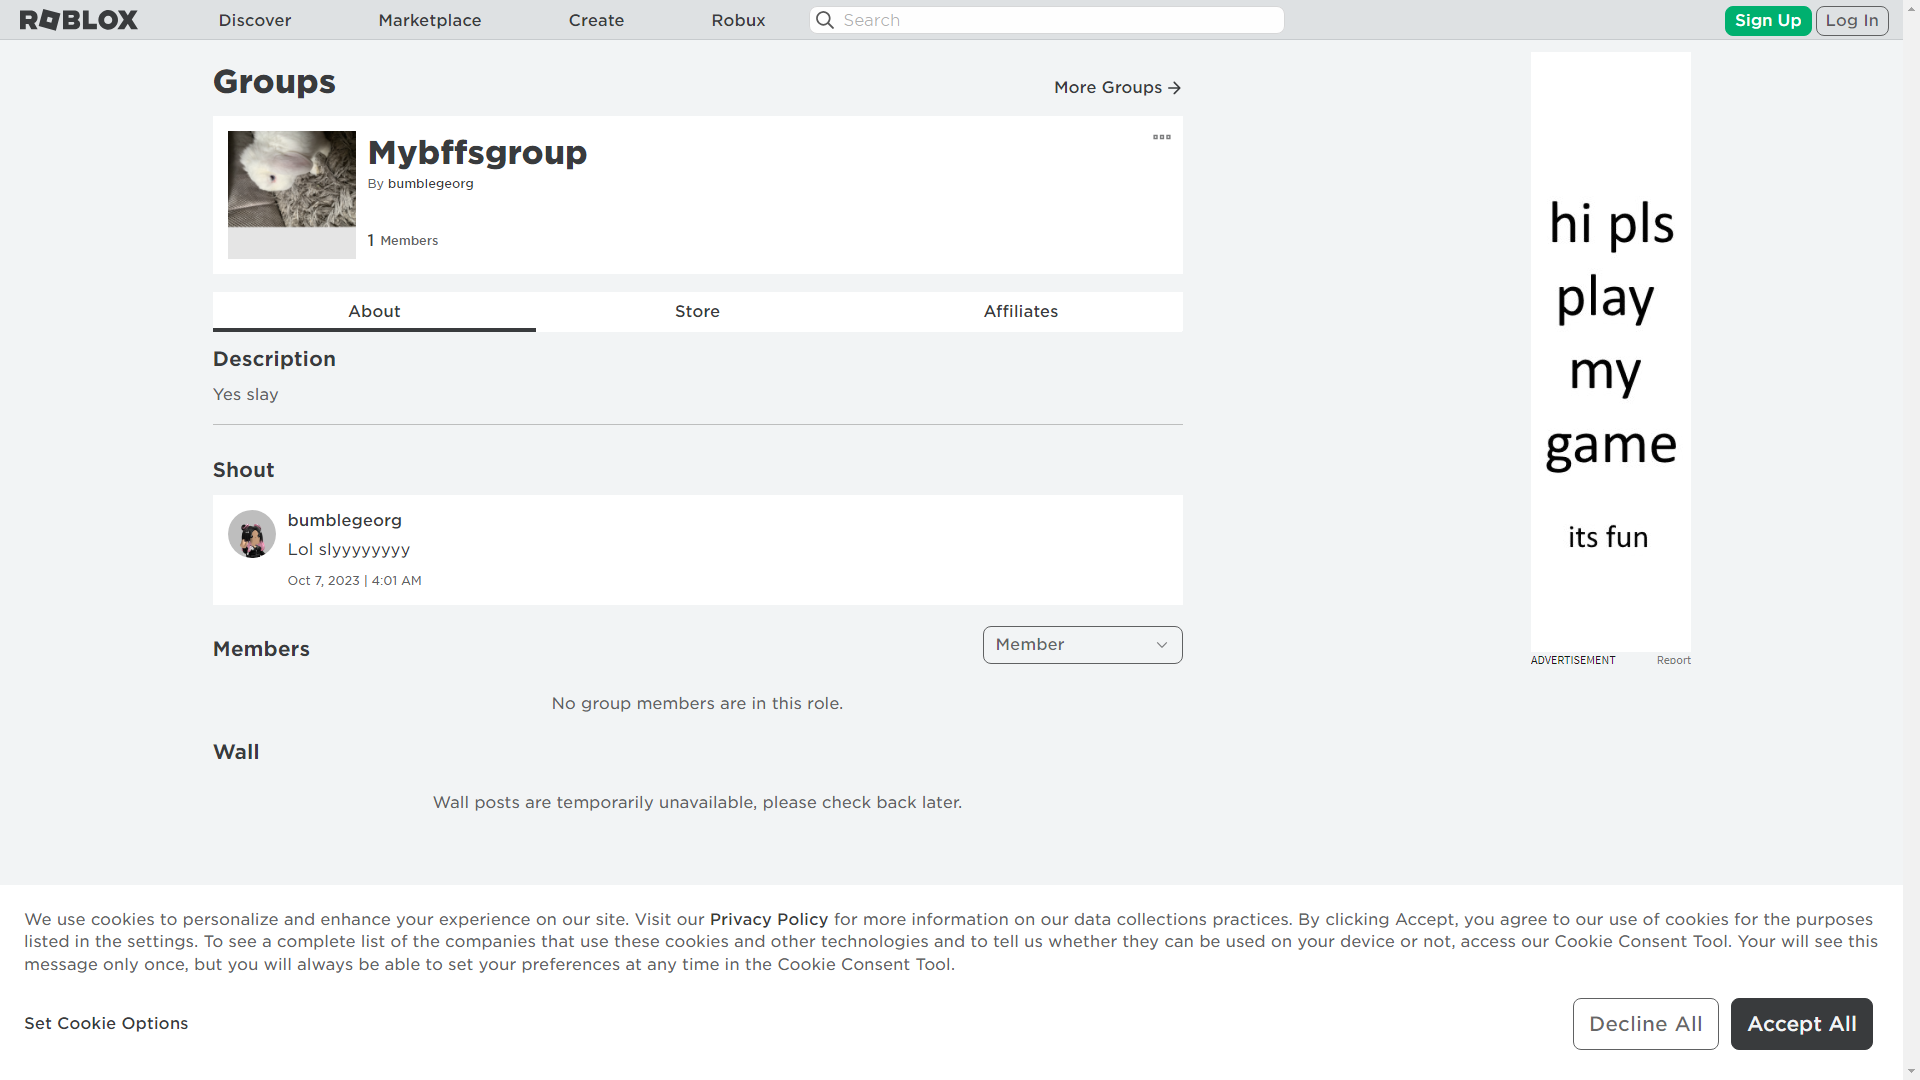 ROBLOX
Discover
Marketplace
Create
Robux
Search
Sign Up
Log In
Groups
More Groups
Mybffsgroup
By bumblegeorg
1 Members
About
Store
Affiliates
Description
Yes slay
Shout
bumblegeorg
Lol slyyyyyyyy
Oct 7, 2023 | 4:01 AM
Members
Member
No group members are in this role.
Wall
Wall posts are temporarily unavailable, please check back later.
hi pls
play
my
game
its fun
ADVERTISEMENT
Report
We use cookies to personalize and enhance your experience on our site. Visit our Privacy Policy for more information on our data collections practices. By clicking Accept, you agree to our use of cookies for the purposes
listed in the settings. To see a complete list of the companies that use these cookies and other technologies and to tell us whether they can be used on your device or not, access our Cookie Consent Tool. Your will see this
message only once, but you will always be able to set your preferences at any time in the Cookie Consent Tool.
Set Cookie Options
Decline All
Accept All